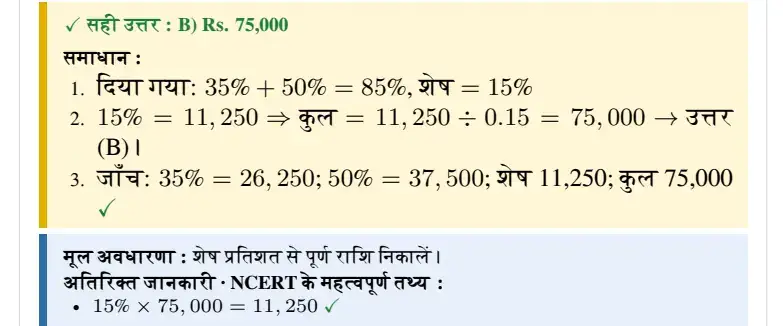 ✓ सही उत्तर : B) Rs. 75,000
समाधान :
1. दिया गया: 35% + 50% = 85%, शेष = 15%
2. 15% = 11,250 ⇒ कुल = 11,250 ÷ 0.15 = 75,000 → उत्तर
(B)।
3. जाँच: 35% = 26,250; 50% = 37,500; शेष 11,250; कुल 75,000
✓
मूल अवधारणा : शेष प्रतिशत से पूर्ण राशि निकालें।
अतिरिक्त जानकारी · NCERT के महत्वपूर्ण तथ्य :
• 15% × 75,000 = 11,250 ✓